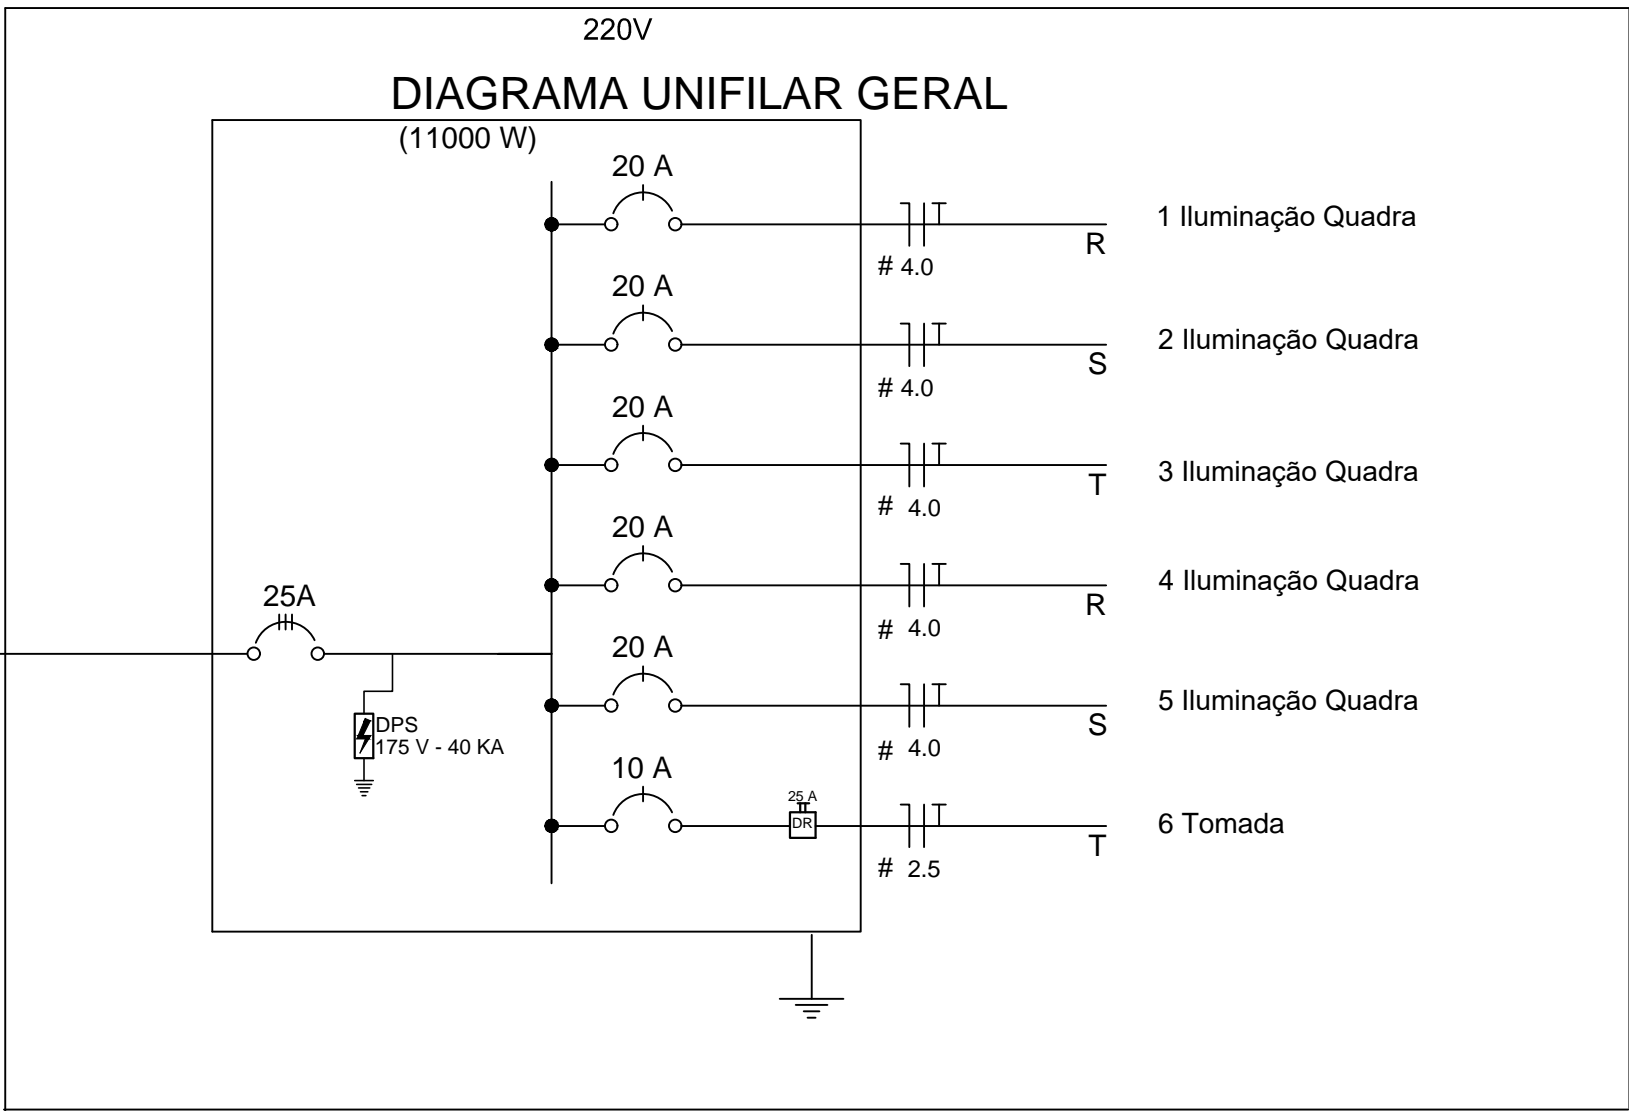 220V
DIAGRAMA UNIFILAR GERAL
(11000 W)
20 A
1 Iluminação Quadra
R
# 4.0
20 A
2 Iluminação Quadra
S
# 4.0
20 A
3 Iluminação Quadra
T
# 4.0
20 A
4 Iluminação Quadra
R
# 4.0
25A
20 A
5 Iluminação Quadra
S
DPS
175 V - 40 KA
# 4.0
10 A
25 A
DR
6 Tomada
T
# 2.5